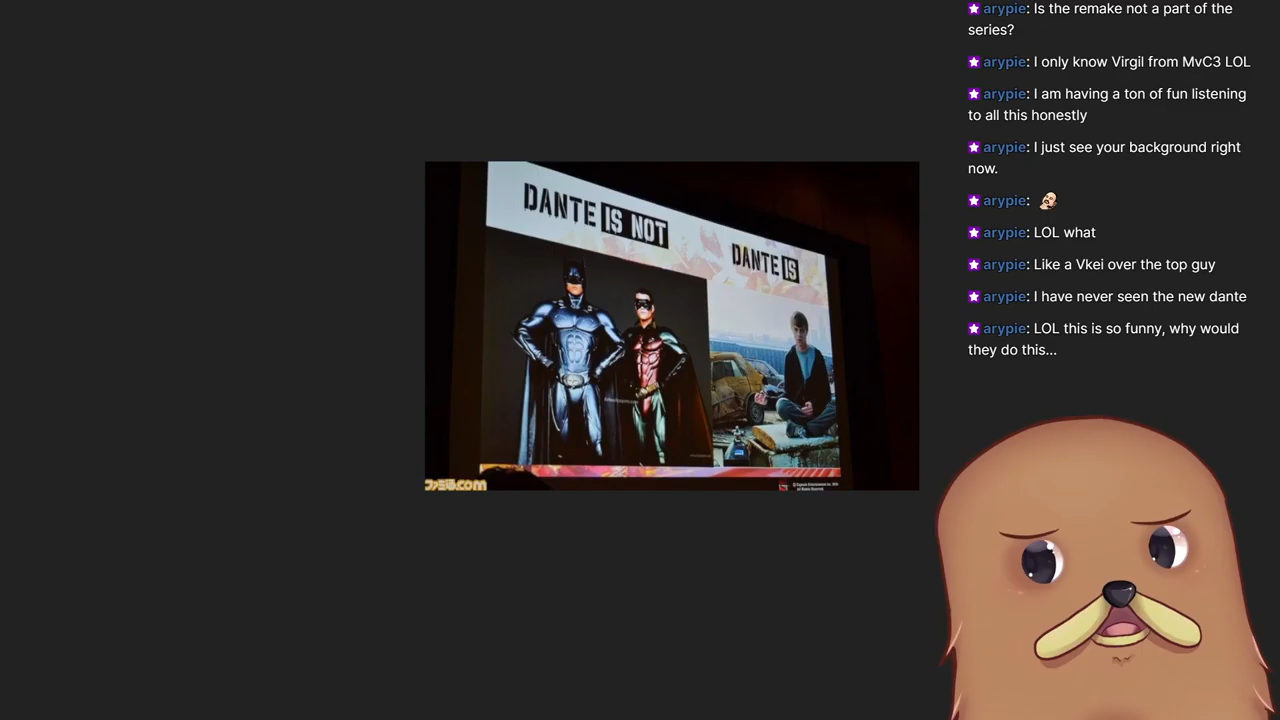 arypie: Is the remake not a part of the
series?
arypie: I only know Virgil from MvC3 LOL
arypie: I am having a ton of fun listening
to all this honestly
arypie: I just see your background right
now.
arypie:
arypie: LOL what
arypie: Like a Vkei over the top guy
arypie: I have never seen the new dante
arypie: LOL this is so funny, why would
they do this...
DANTE IS NOT
DANTE IS
ファミ通.com